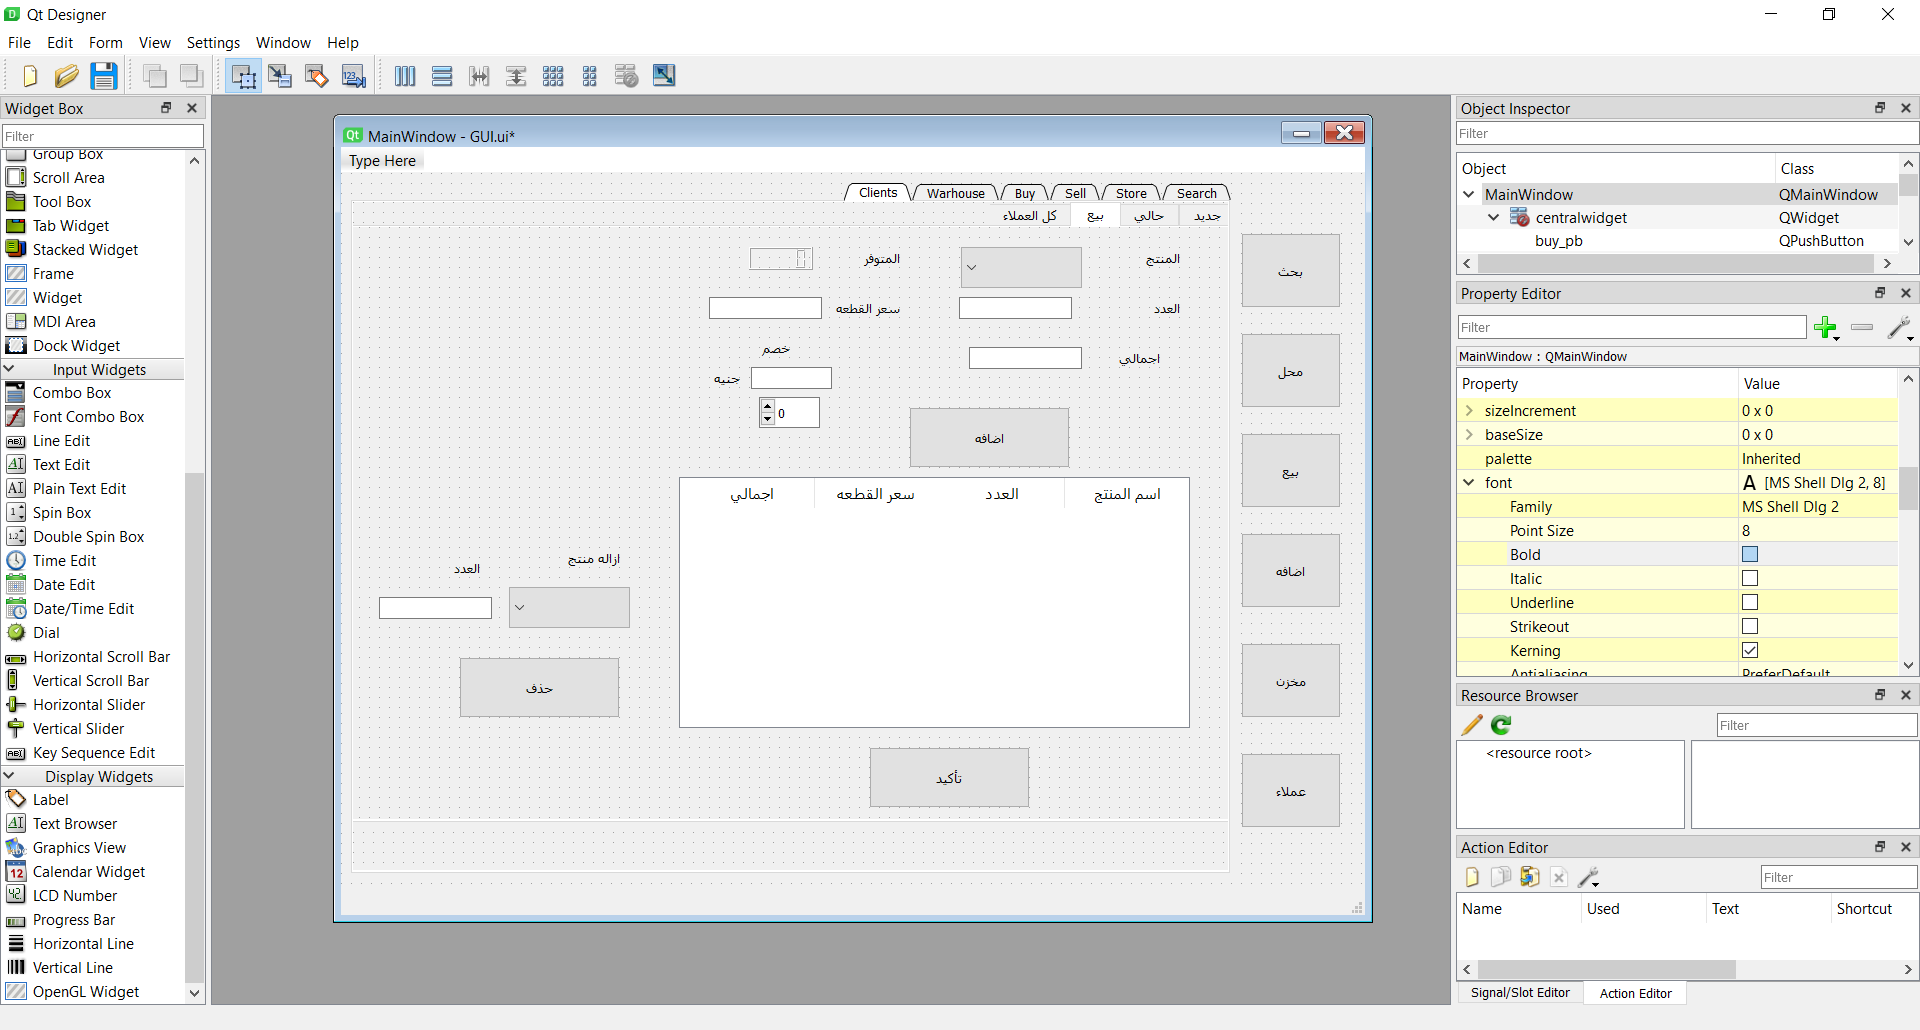 Qt Designer
File Edit Form View Settings Window Help
Widget Box
Filter
Group Box
Scroll Area
Tool Box
Tab Widget
Stacked Widget
Frame
Widget
MDI Area
Dock Widget
Input Widgets
Combo Box
Font Combo Box
Line Edit
Text Edit
Plain Text Edit
Spin Box
Double Spin Box
Time Edit
Date Edit
Date/Time Edit
Dial
Horizontal Scroll Bar
Vertical Scroll Bar
Horizontal Slider
Vertical Slider
Key Sequence Edit
Display Widgets
Label
Text Browser
Graphics View
Calendar Widget
LCD Number
Progress Bar
Horizontal Line
Vertical Line
OpenGL Widget
MainWindow - GUI.ui*
Type Here
Clients Warhouse Buy Sell Store Search
جديد حالي بيع كل العملاء
المنتج المتوفر 0
العدد سعر القطعه
اجمالي خصم
جنيه
0
اضافه
اسم المنتج العدد سعر القطعه اجمالي
ازاله منتج
العدد
حذف
تأكيد
بحث
محل
بيع
اضافه
مخزن
عملاء
Object Inspector
Filter
Object Class
MainWindow QMainWindow
centralwidget QWidget
buy_pb QPushButton
Property Editor
Filter
MainWindow : QMainWindow
Property Value
sizeIncrement 0 x 0
baseSize 0 x 0
palette Inherited
font A [MS Shell Dlg 2, 8]
Family MS Shell Dlg 2
Point Size 8
Bold
Italic
Underline
Strikeout
Kerning
Antialiasing PreferDefault
Resource Browser
Filter
<resource root>
Action Editor
Filter
Name Used Text Shortcut
Signal/Slot Editor Action Editor